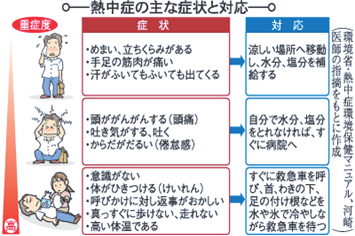 熱中症の主な症状と対応
重症度
症状
対応
・めまい、立ちくらみがある
・手足の筋肉が痛い
・汗がふいてもふいても出てくる
涼しい場所へ移動
し、水分、塩分を補
給する
・頭ががんがんする(頭痛)
・吐き気がする、吐く
・からだがだるい(倦怠感)
自分で水分、塩分
をとれなければ、す
ぐに病院へ
・意識がない
・体がひきつる(けいれん)
・呼びかけに対し返事がおかしい
・真っすぐに歩けない、走れない
・高い体温である
すぐに救急車を呼
び、首、わきの下、
足の付け根などを
水や氷で冷やしな
がら救急車を待つ
高
(環境省・熱中症環境保健マニュアル、河﨑
医師の指摘をもとに作成)